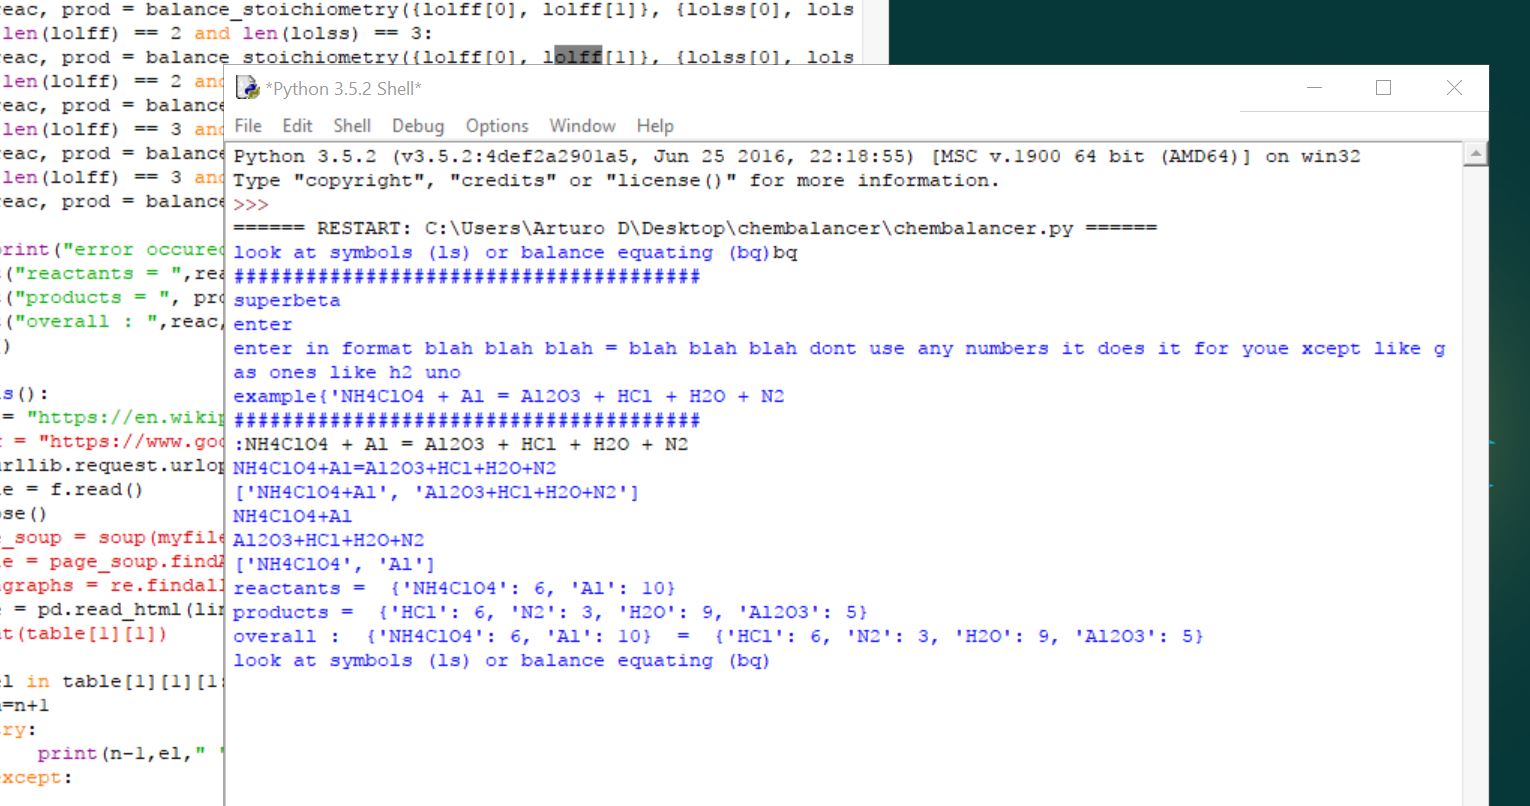 reac, prod = balance_stoichiometry({lolff[0], lolff[1]}, {lolss[0], lols
len(lolff) == 2 and len(lolss) == 3:
reac, prod = balance_stoichiometry({lolff[0], lolff[1]}, {lolss[0], lols
len(lolff) == 2 and
reac, prod = balance
len(lolff) == 3 and
reac, prod = balance
len(lolff) == 3 and
reac, prod = balance
print("error occured
("reactants = ",rea
("products = ", pro
("overall : ",reac,
)
ls():
= "https://en.wikip
r = "https://www.goo
urllib.request.urlop
le = f.read()
ose()
e_soup = soup(myfile
le = page_soup.findA
agraphs = re.findall
e = pd.read_html(lin
nt(table[1][1])
el in table[1][1][1:
n=n+1
try:
print(n-1,el," "
except:
*Python 3.5.2 Shell*
File Edit Shell Debug Options Window Help
Python 3.5.2 (v3.5.2:4def2a2901a5, Jun 25 2016, 22:18:55) [MSC v.1900 64 bit (AMD64)] on win32
Type "copyright", "credits" or "license()" for more information.
>>>
====== RESTART: C:\Users\Arturo D\Desktop\chembalancer\chembalancer.py ======
look at symbols (ls) or balance equating (bq)bq
#######################################
superbeta
enter
enter in format blah blah blah = blah blah blah dont use any numbers it does it for youe xcept like g
as ones like h2 uno
example{'NH4ClO4 + Al = Al2O3 + HCl + H2O + N2
#######################################
:NH4ClO4 + Al = Al2O3 + HCl + H2O + N2
NH4ClO4+Al=Al2O3+HCl+H2O+N2
['NH4ClO4+Al', 'Al2O3+HCl+H2O+N2']
NH4ClO4+Al
Al2O3+HCl+H2O+N2
['NH4ClO4', 'Al']
reactants =  {'NH4ClO4': 6, 'Al': 10}
products =  {'HCl': 6, 'N2': 3, 'H2O': 9, 'Al2O3': 5}
overall :  {'NH4ClO4': 6, 'Al': 10}  =  {'HCl': 6, 'N2': 3, 'H2O': 9, 'Al2O3': 5}
look at symbols (ls) or balance equating (bq)